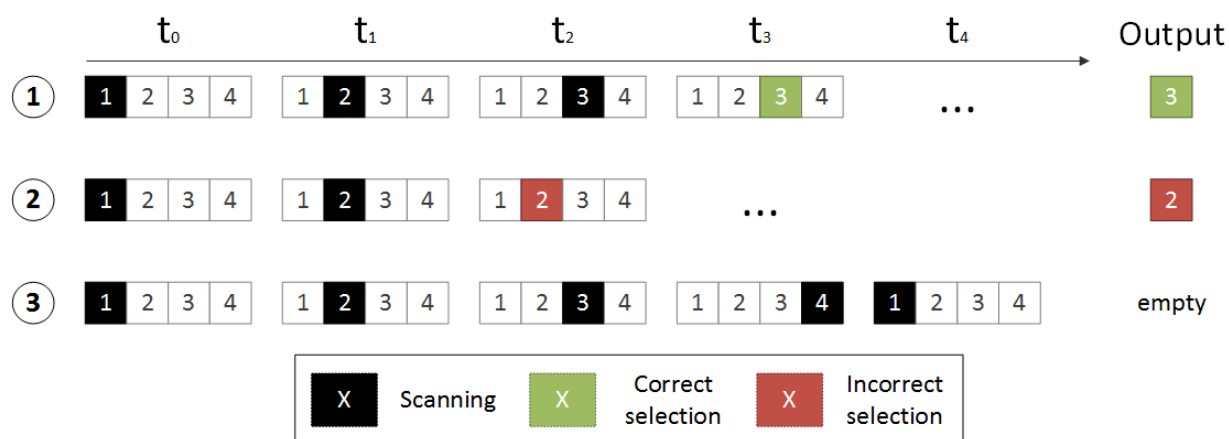 t0 t1 t2 t3 t4 Output
1 1 2 3 4 1 2 3 4 1 2 3 4 1 2 3 4 ... 3
2 1 2 3 4 1 2 3 4 1 2 3 4 ... 2
3 1 2 3 4 1 2 3 4 1 2 3 4 1 2 3 4 1 2 3 4 empty
X Scanning X Correct selection X Incorrect selection